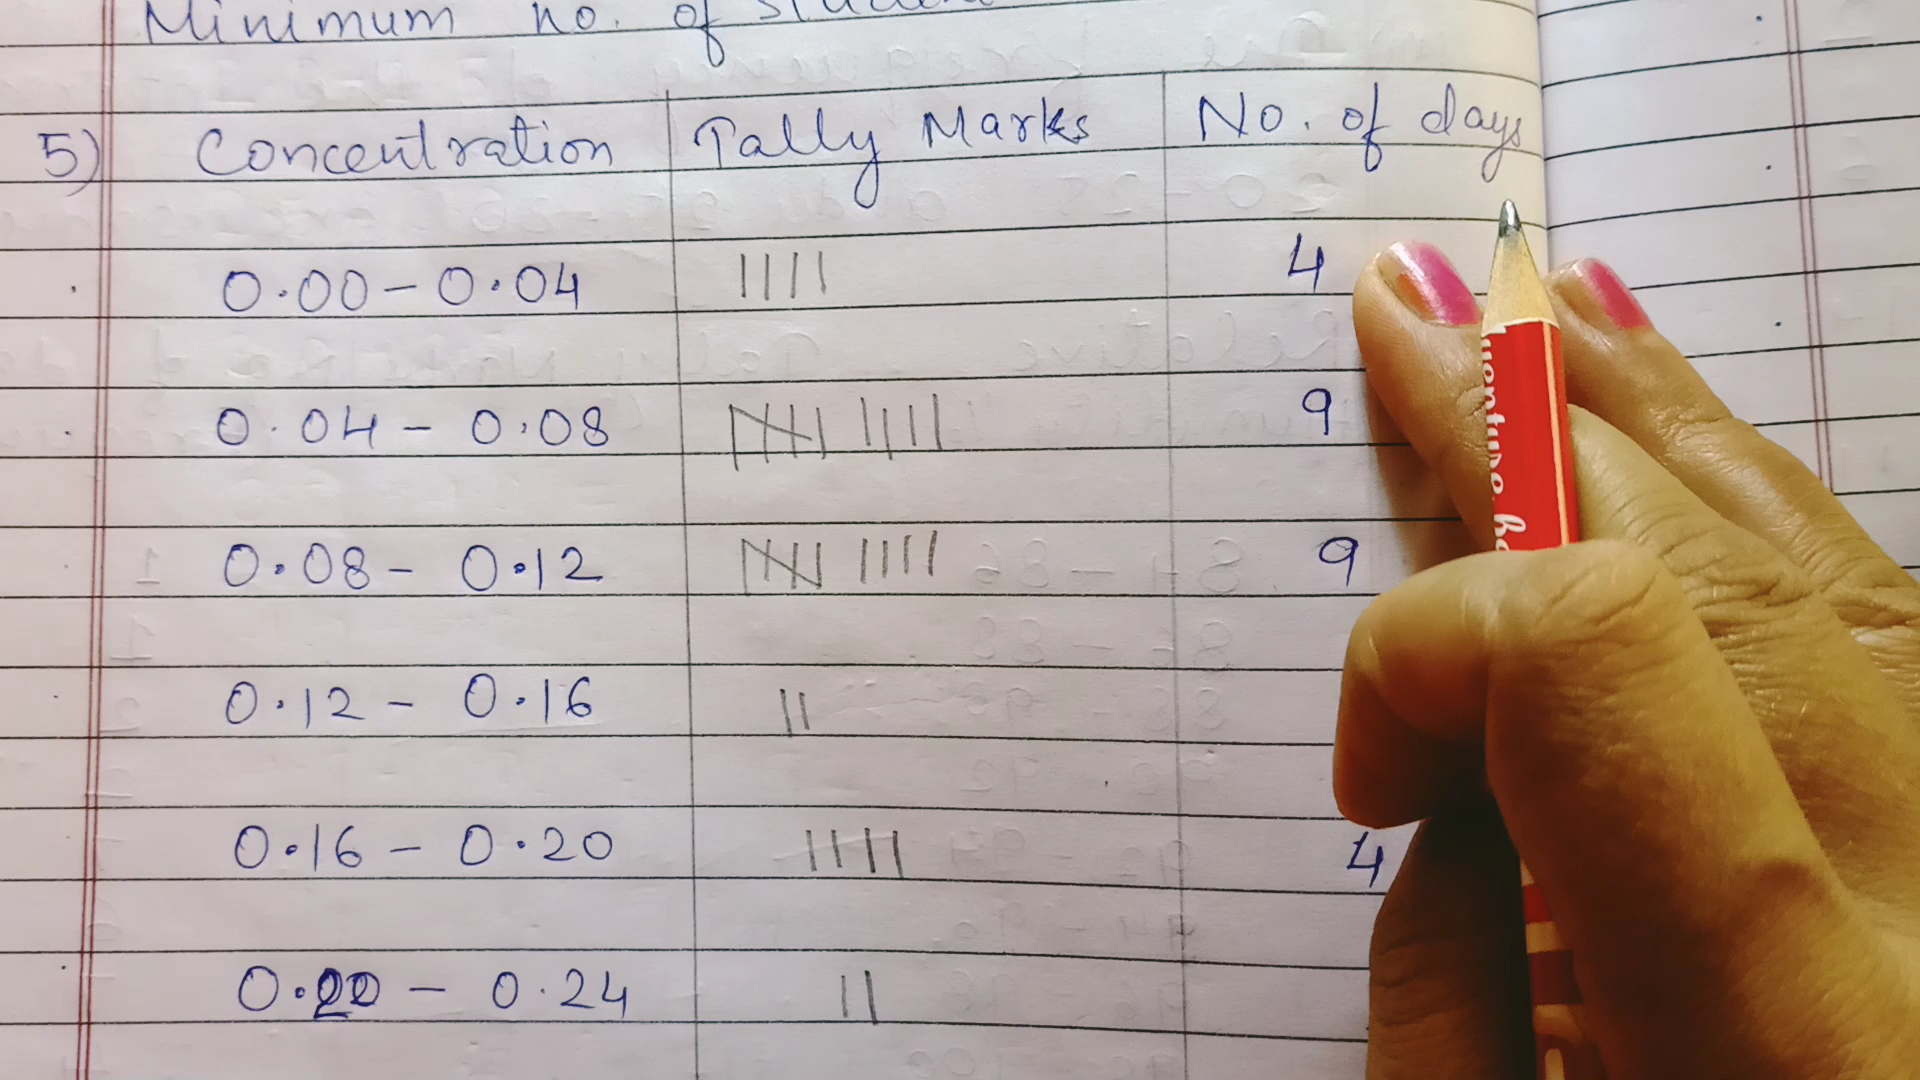 Minimum no. of student
5) Concentration Tally Marks No. of days
0.00 - 0.04 |||| 4
0.04 - 0.08 |||| |||| 9
0.08 - 0.12 |||| |||| 9
0.12 - 0.16 ||
0.16 - 0.20 |||| 4
0.20 - 0.24 ||